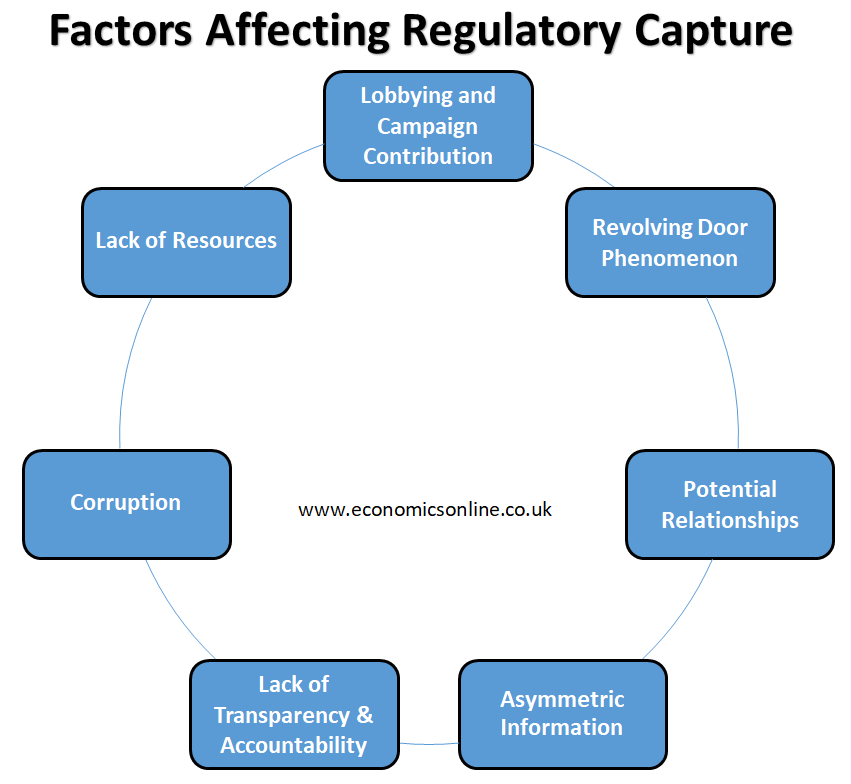 Factors Affecting Regulatory Capture
Lobbying and
Campaign
Contribution
Revolving Door
Phenomenon
Potential
Relationships
Asymmetric
Information
Lack of
Transparency &
Accountability
Corruption
Lack of Resources
www.economicsonline.co.uk